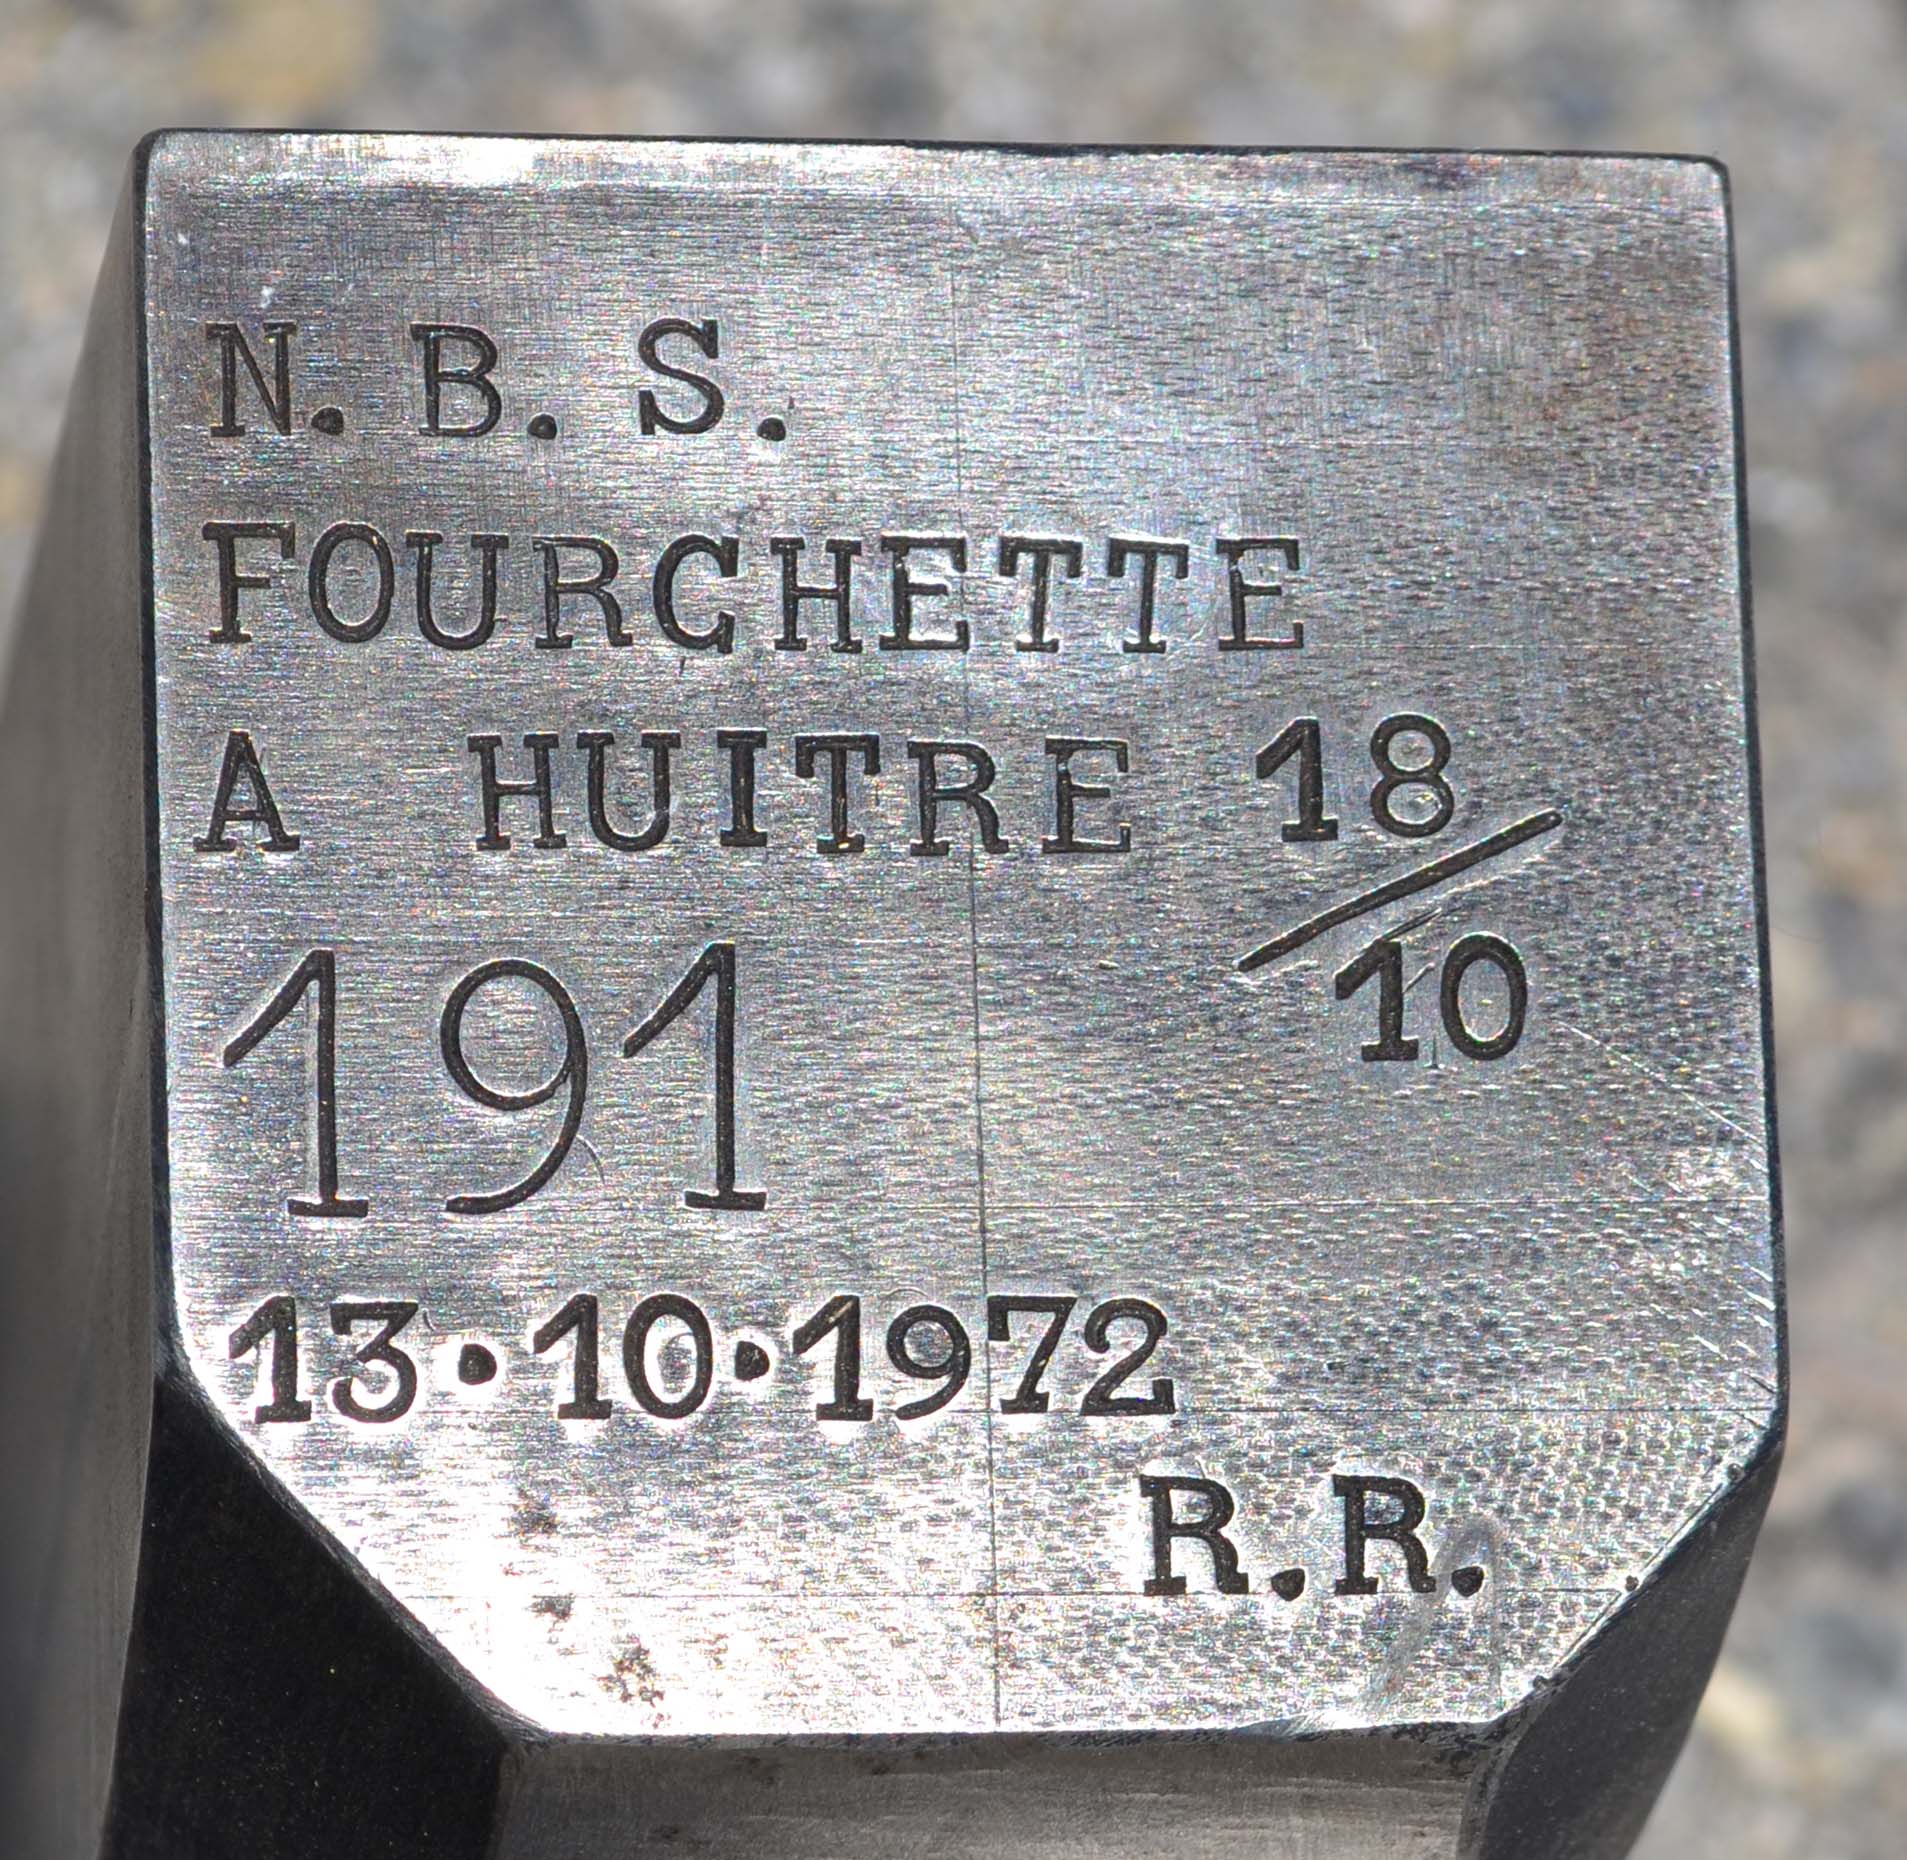 N. B. S.
FOURCHETTE
A HUITRE 18/10
191
13·10·1972
R.R.